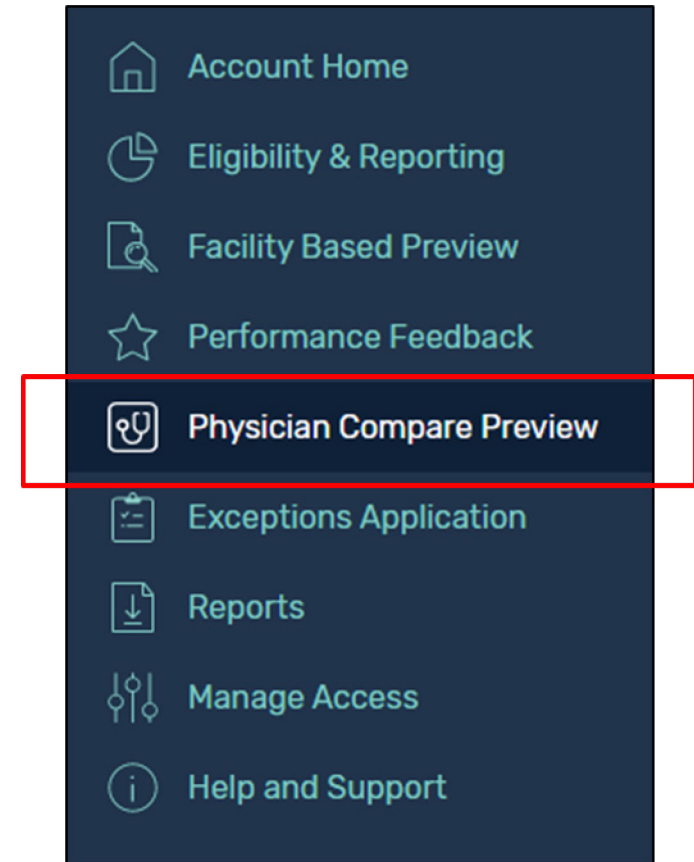 Account Home
Eligibility & Reporting
Facility Based Preview
Performance Feedback
Physician Compare Preview
Exceptions Application
Reports
Manage Access
Help and Support